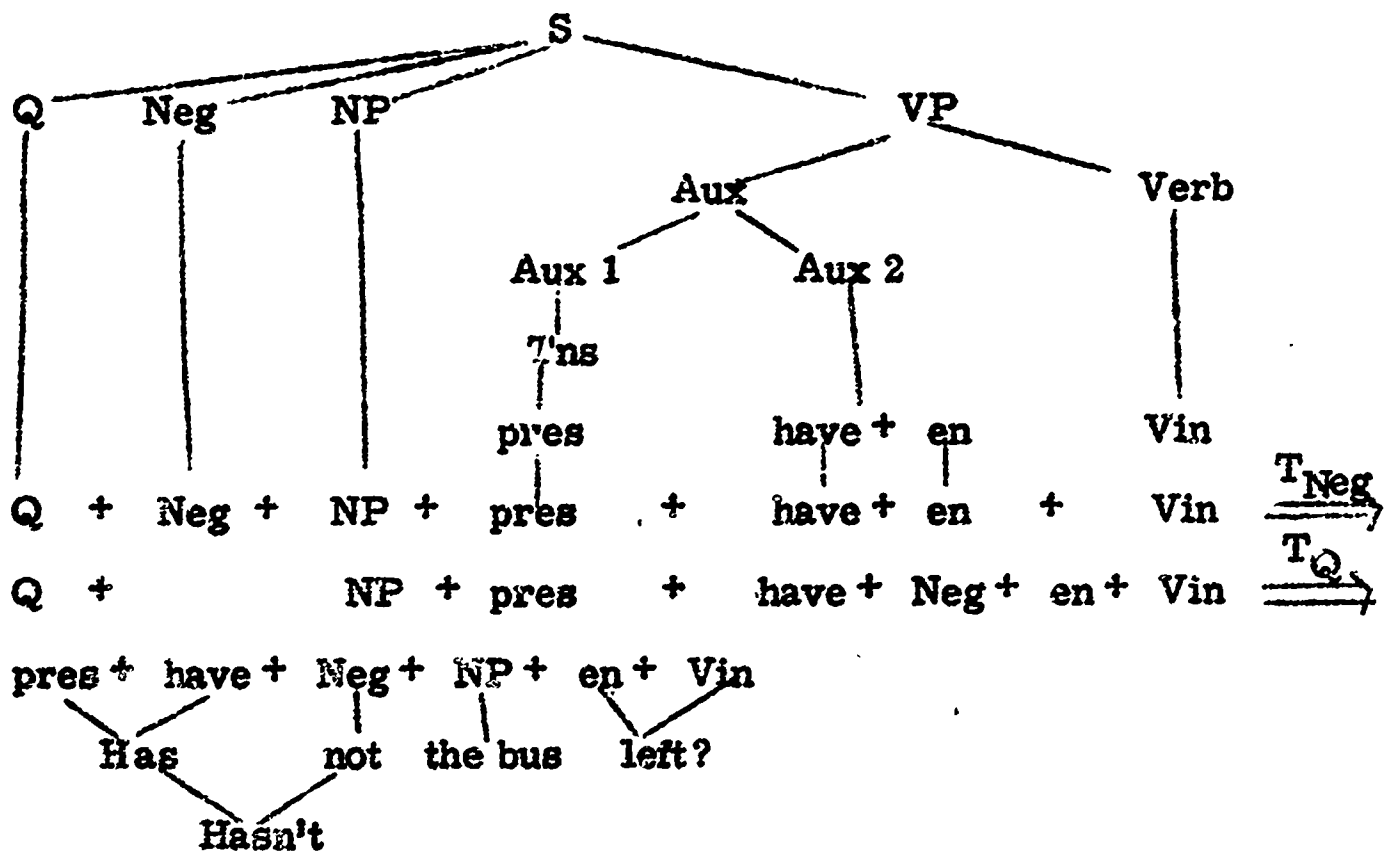 S
Q Neg NP VP
Aux Verb
Aux 1 Aux 2
Tns
pres have + en Vin
Q + Neg + NP + pres + have + en + Vin T_Neg
Q + NP + pres + have + Neg + en + Vin T_Q
pres + have + Neg + NP + en + Vin
Has not the bus left?
Hasn't